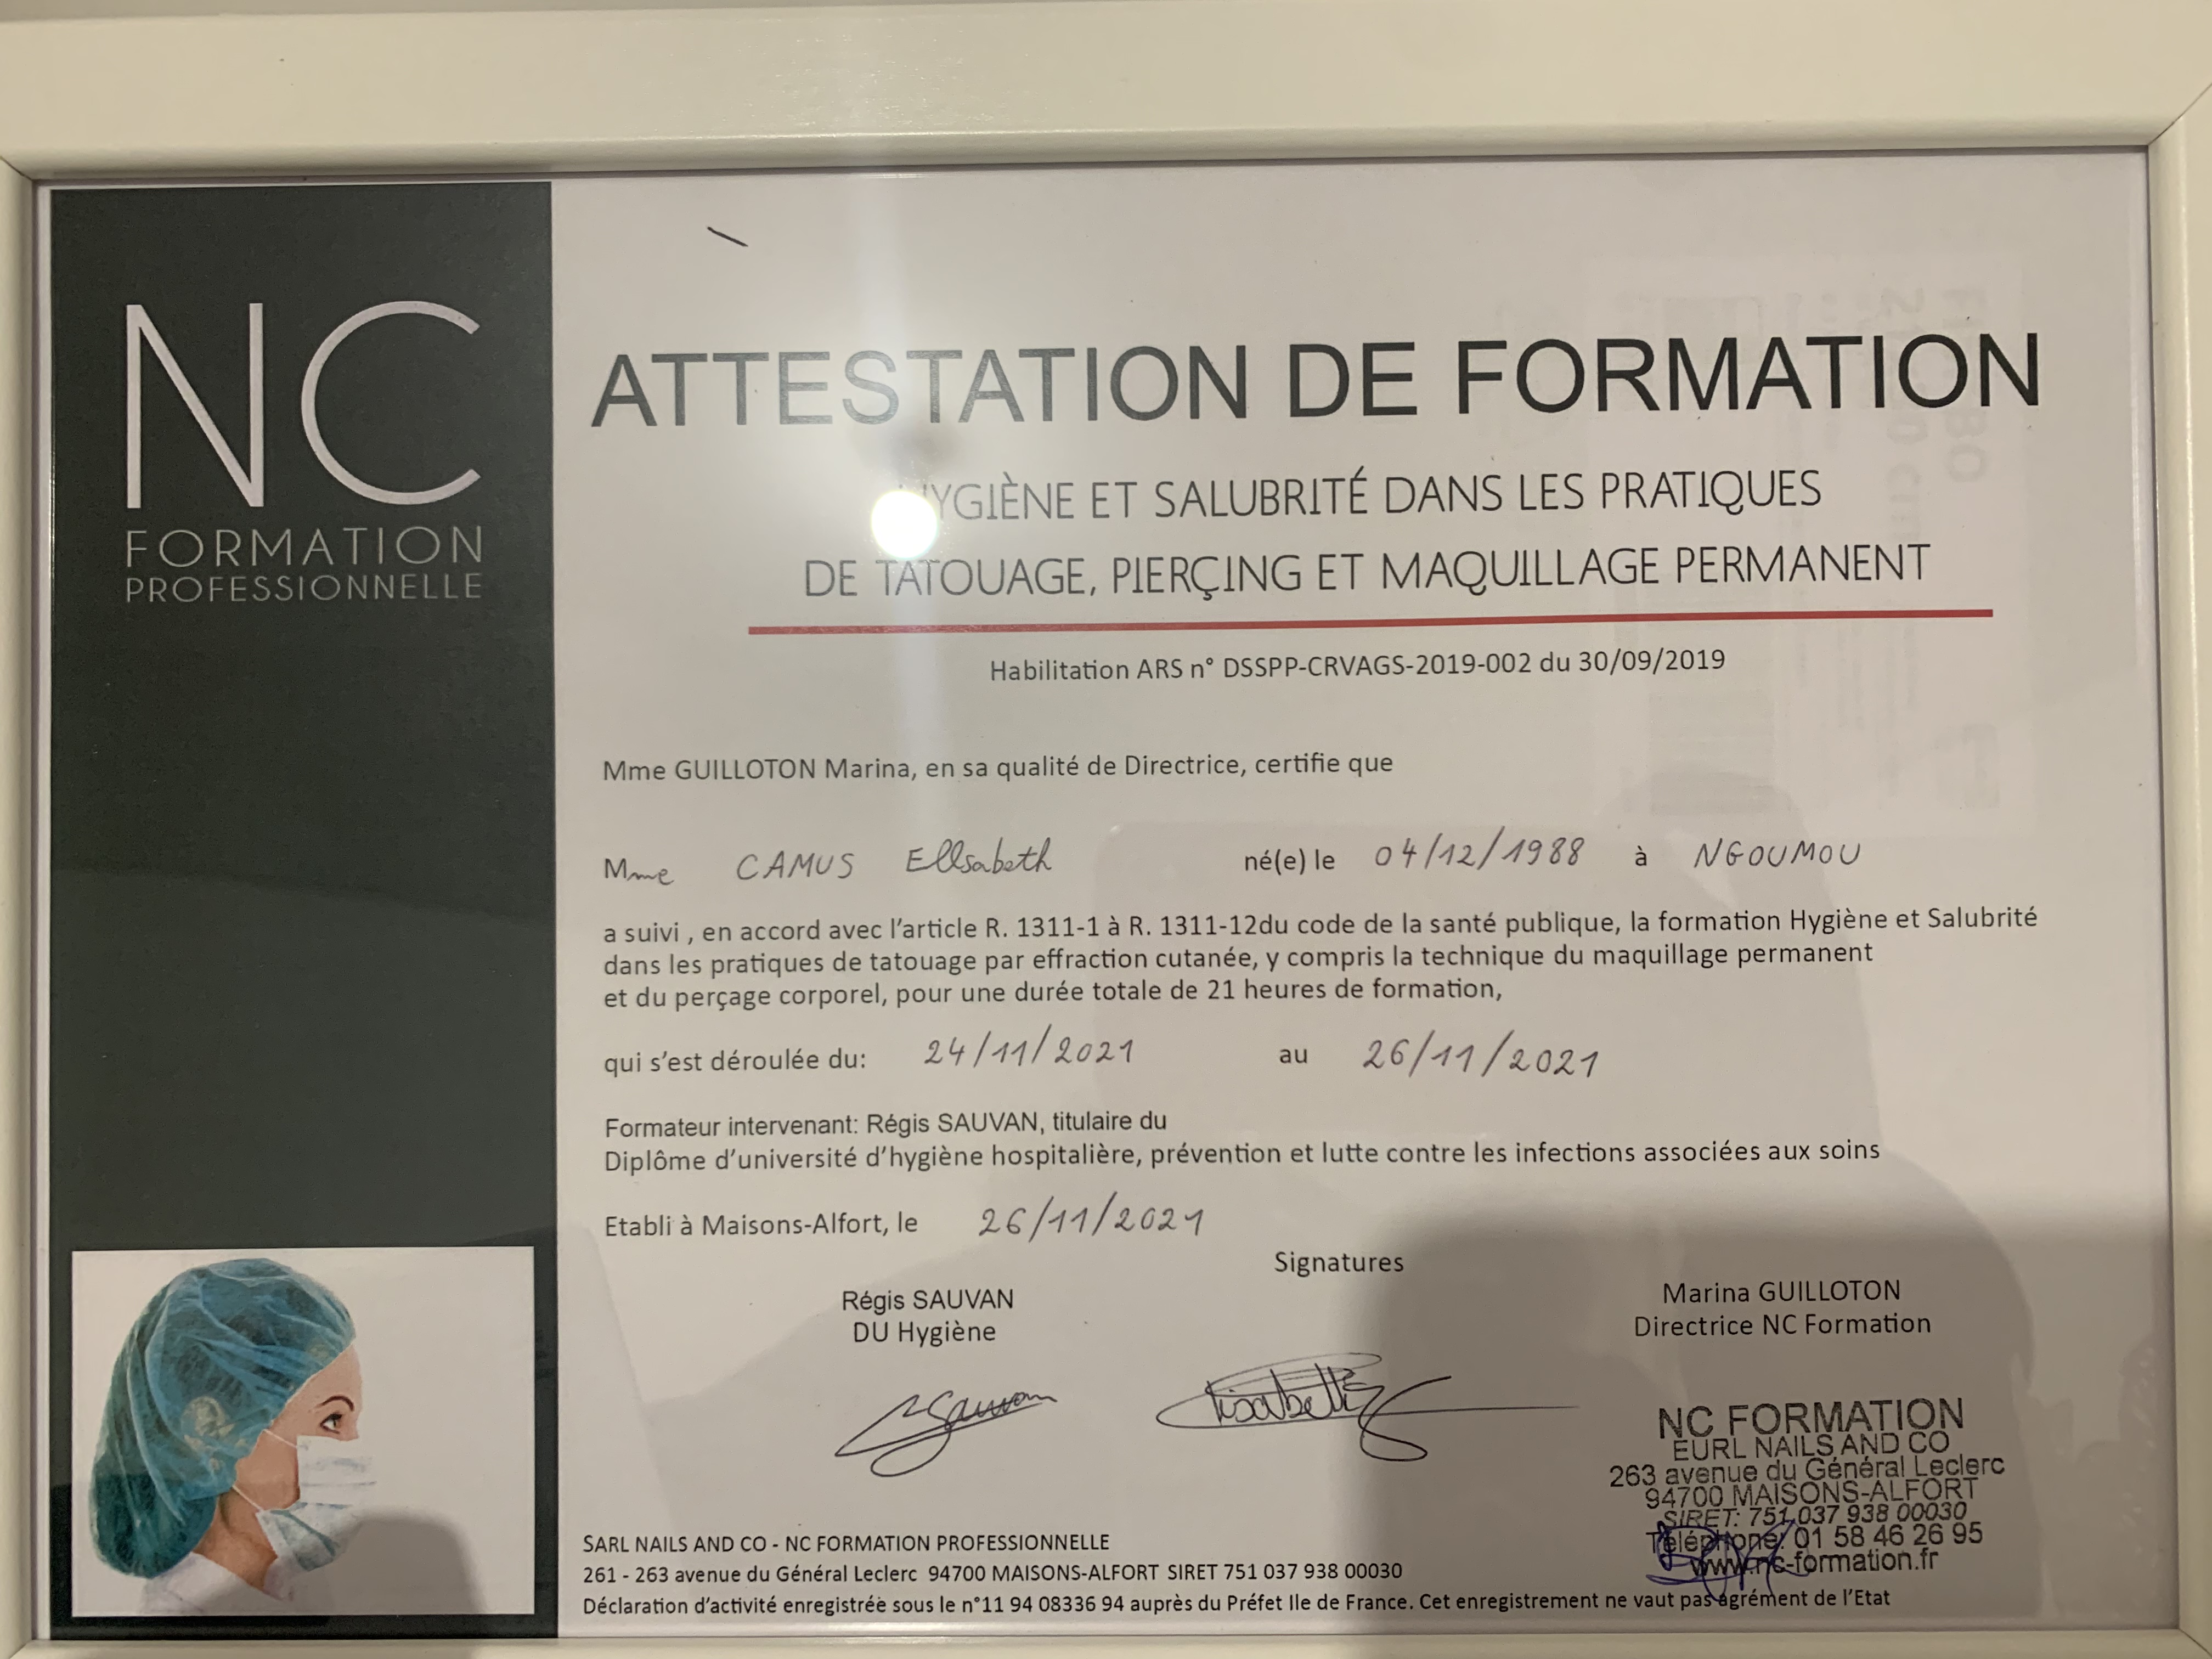 NC
FORMATION
PROFESSIONNELLE
ATTESTATION DE FORMATION
HYGIÈNE ET SALUBRITÉ DANS LES PRATIQUES
DE TATOUAGE, PIERÇING ET MAQUILLAGE PERMANENT
Habilitation ARS n° DSSPP-CRVAGS-2019-002 du 30/09/2019
Mme GUILLOTON Marina, en sa qualité de Directrice, certifie que
Mme CAMUS Ellsabeth né(e) le 04/12/1988 à NGOUMOU
a suivi , en accord avec l'article R. 1311-1 à R. 1311-12du code de la santé publique, la formation Hygiène et Salubrité
dans les pratiques de tatouage par effraction cutanée, y compris la technique du maquillage permanent
et du perçage corporel, pour une durée totale de 21 heures de formation,
qui s'est déroulée du: 24/11/2021 au 26/11/2021
Formateur intervenant: Régis SAUVAN, titulaire du
Diplôme d'université d'hygiène hospitalière, prévention et lutte contre les infections associées aux soins
Etabli à Maisons-Alfort, le 26/11/2021
Signatures
Régis SAUVAN
DU Hygiène
Sauvan
Marina GUILLOTON
Directrice NC Formation
NC FORMATION
EURL NAILS AND CO
263 avenue du Général Leclerc
94700 MAISONS-ALFORT
SIRET: 751 037 938 00030
Téléphone: 01 58 46 26 95
www.nc-formation.fr
SARL NAILS AND CO - NC FORMATION PROFESSIONNELLE
261 - 263 avenue du Général Leclerc 94700 MAISONS-ALFORT SIRET 751 037 938 00030
Déclaration d'activité enregistrée sous le n°11 94 08336 94 auprès du Préfet Ile de France. Cet enregistrement ne vaut pas agrément de l'Etat